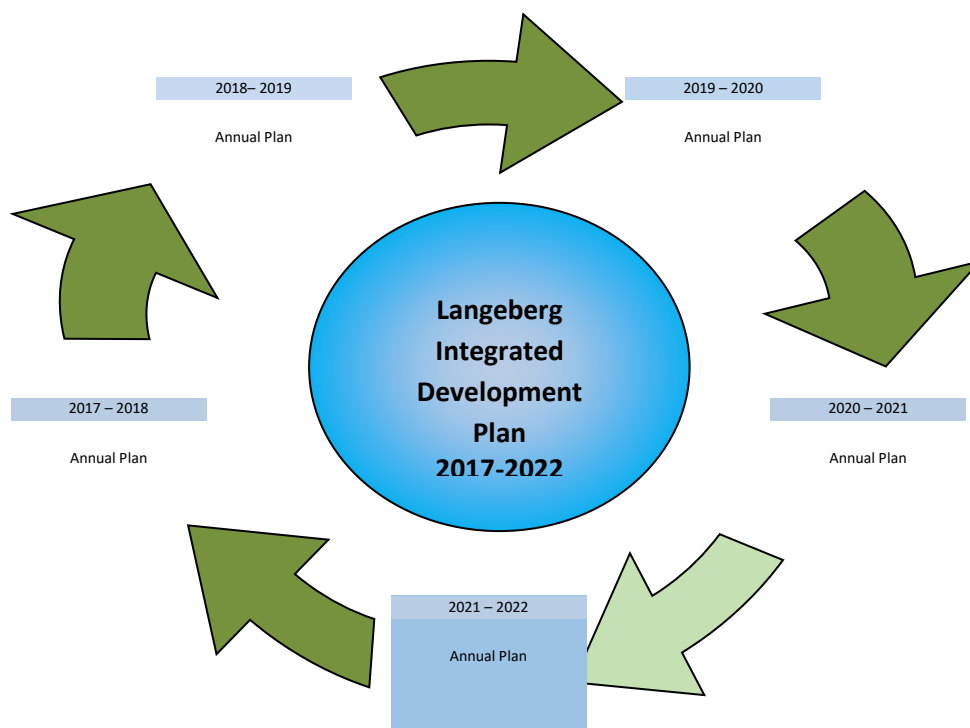 2018– 2019
Annual Plan
2019 – 2020
Annual Plan
Langeberg
Integrated
Development
Plan
2017-2022
2017 – 2018
Annual Plan
2020 – 2021
Annual Plan
2021 – 2022
Annual Plan